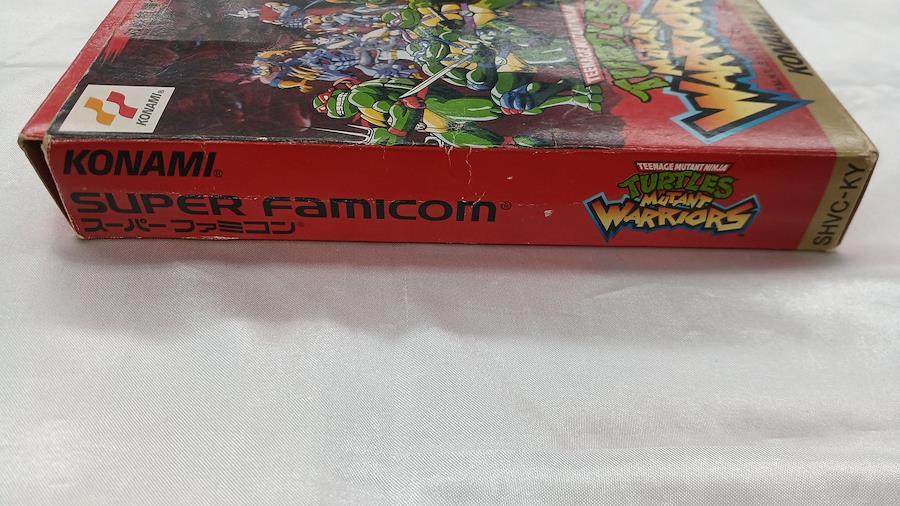 TEENAGE MUTANT NINJA
TURTLES
MUTANT
WARRIORS
KONAMI
KONAMI®
KONAMI®
SUPER FAMICOM®
スーパーファミコン®
TEENAGE MUTANT NINJA
TURTLES
MUTANT
WARRIORS
SHVC-KY